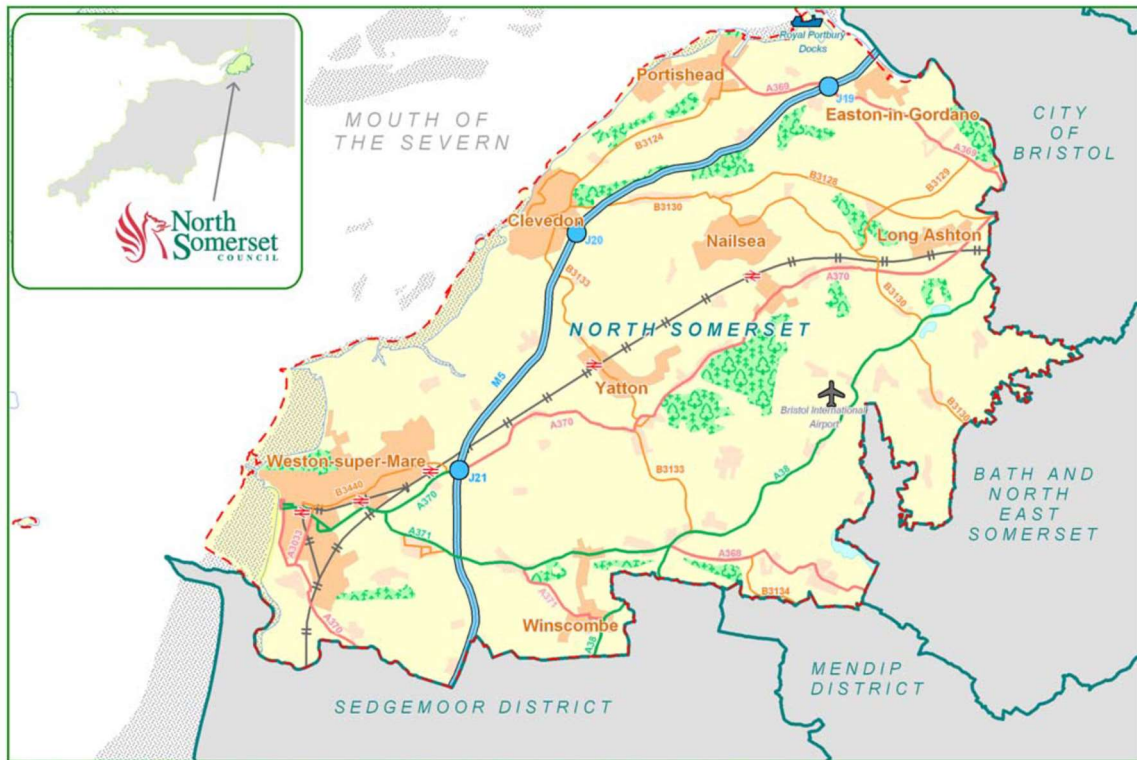 North
Somerset
COUNCIL
MOUTH OF
THE SEVERN
Royal Portbury
Docks
Portishead
A369
J19
Easton-in-Gordano
CITY
OF
BRISTOL
A369
B3124
B3128
B3129
B3130
Clevedon
J20
Nailsea
Long Ashton
B3133
A370
B3130
NORTH SOMERSET
M5
Yatton
Bristol International
Airport
B3130
A370
Weston-super-Mare
J21
B3133
A38
B3440
A370
A371
A3033
BATH AND
NORTH
EAST
SOMERSET
A368
A371
B3134
Winscombe
A370
A38
MENDIP
DISTRICT
SEDGEMOOR DISTRICT